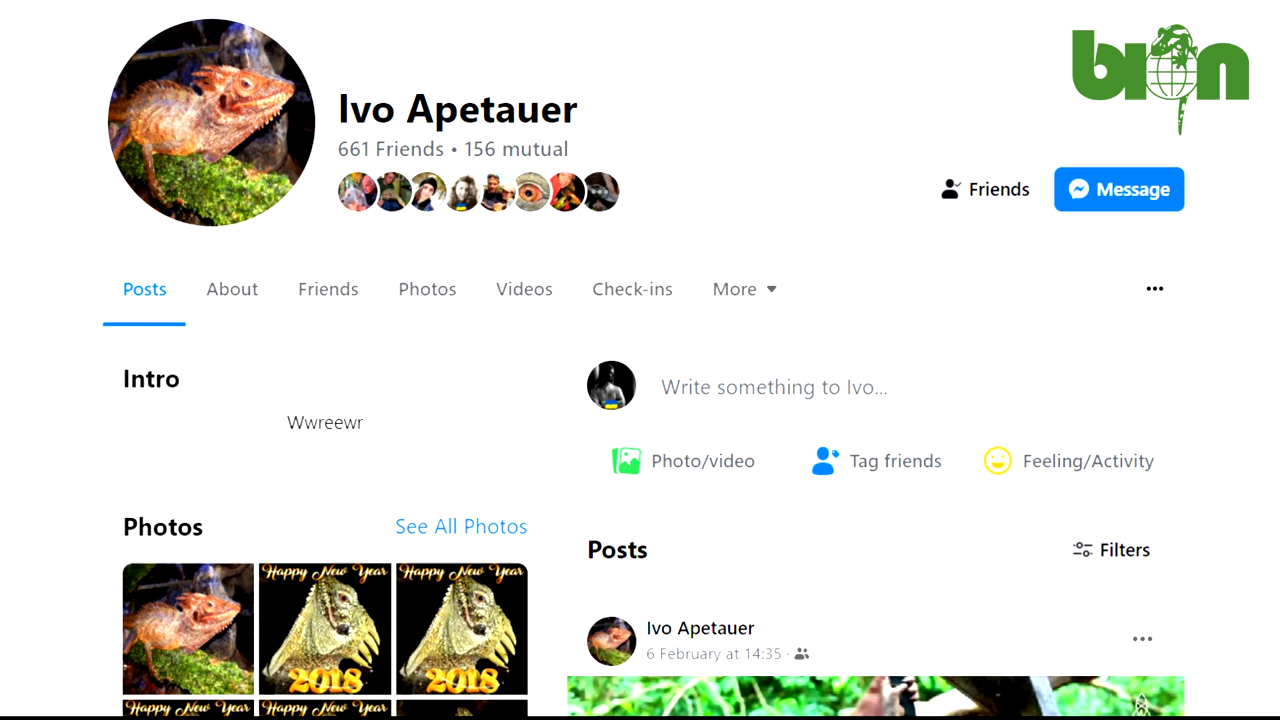 bion
Ivo Apetauer
661 Friends • 156 mutual
Friends
Message
Posts
About
Friends
Photos
Videos
Check-ins
More
Intro
Wwreewr
Write something to Ivo...
Photo/video
Tag friends
Feeling/Activity
Photos
See All Photos
Posts
Filters
Happy New Year
2018
Happy New Year
2018
Ivo Apetauer
6 February at 14:35 ·
Happy New Year
Happy New Year